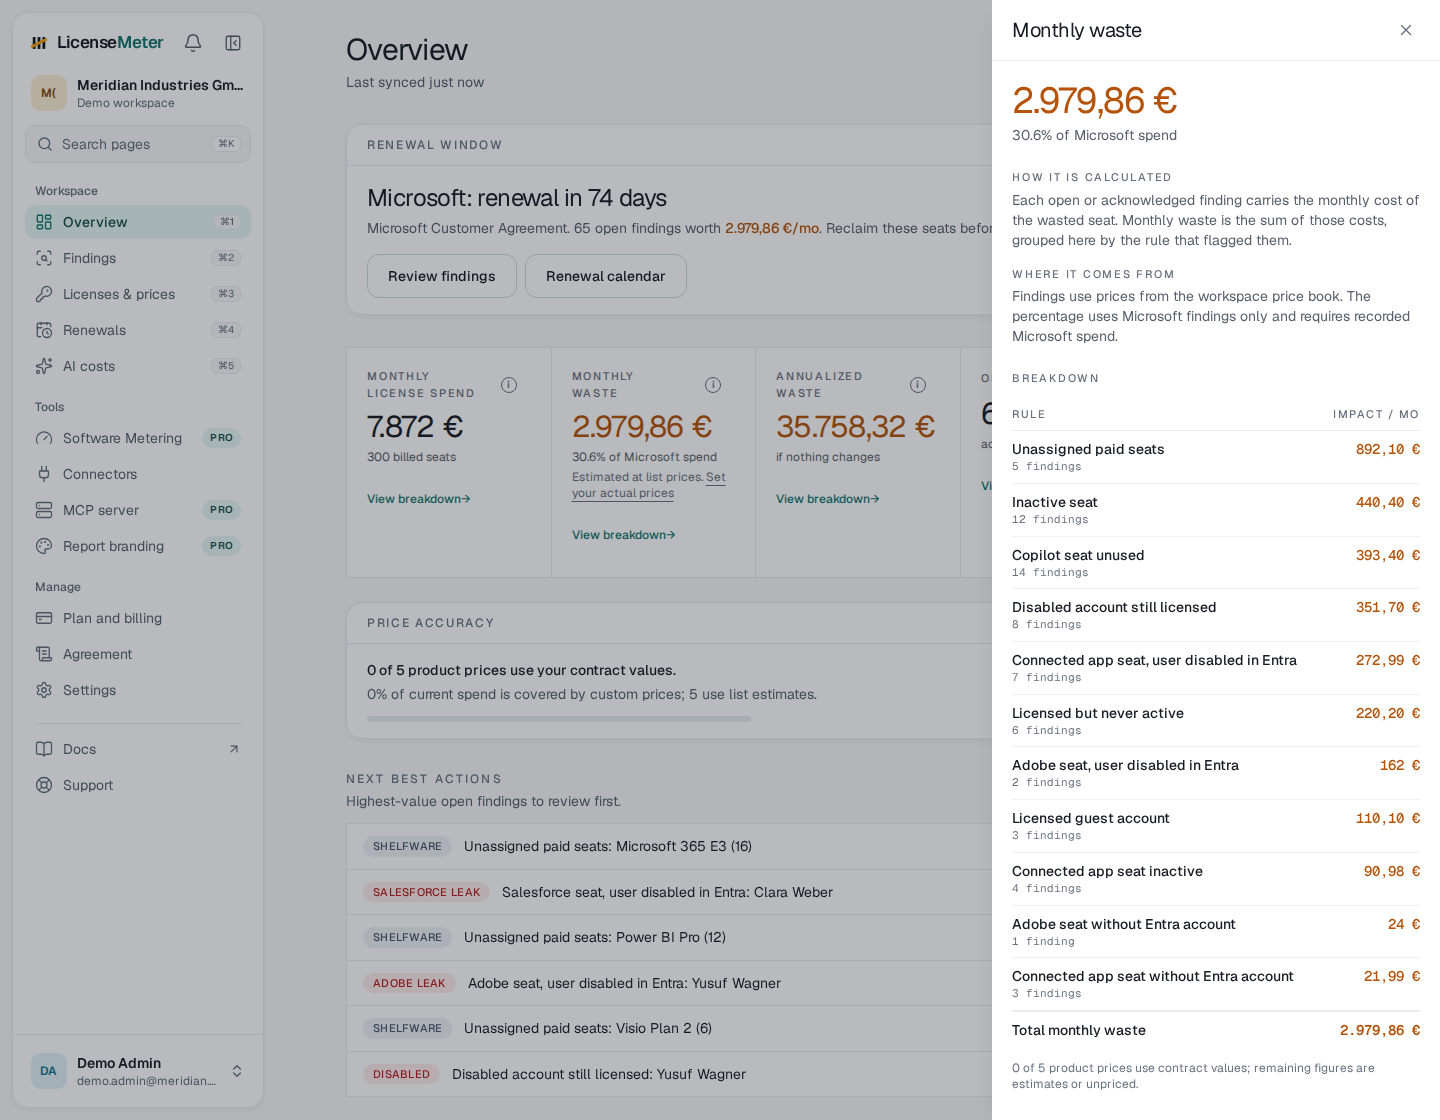 LicenseMeter
M(
Meridian Industries Gm...
Demo workspace
Search pages
⌘K
Workspace
Overview
⌘1
Findings
⌘2
Licenses & prices
⌘3
Renewals
⌘4
AI costs
⌘5
Tools
Software Metering
PRO
Connectors
MCP server
PRO
Report branding
PRO
Manage
Plan and billing
Agreement
Settings
Docs
Support
DA
Demo Admin
demo.admin@meridian....
Overview
Last synced just now
RENEWAL WINDOW
Microsoft: renewal in 74 days
Microsoft Customer Agreement. 65 open findings worth 2.979,86 €/mo. Reclaim these seats befor
Review findings
Renewal calendar
MONTHLY
LICENSE SPEND
7.872 €
300 billed seats
View breakdown→
MONTHLY
WASTE
2.979,86 €
30.6% of Microsoft spend
Estimated at list prices. Set
your actual prices
View breakdown→
ANNUALIZED
WASTE
35.758,32 €
if nothing changes
View breakdown→
PRICE ACCURACY
0 of 5 product prices use your contract values.
0% of current spend is covered by custom prices; 5 use list estimates.
NEXT BEST ACTIONS
Highest-value open findings to review first.
SHELFWARE
Unassigned paid seats: Microsoft 365 E3 (16)
SALESFORCE LEAK
Salesforce seat, user disabled in Entra: Clara Weber
SHELFWARE
Unassigned paid seats: Power BI Pro (12)
ADOBE LEAK
Adobe seat, user disabled in Entra: Yusuf Wagner
SHELFWARE
Unassigned paid seats: Visio Plan 2 (6)
DISABLED
Disabled account still licensed: Yusuf Wagner
Monthly waste
2.979,86 €
30.6% of Microsoft spend
HOW IT IS CALCULATED
Each open or acknowledged finding carries the monthly cost of
the wasted seat. Monthly waste is the sum of those costs,
grouped here by the rule that flagged them.
WHERE IT COMES FROM
Findings use prices from the workspace price book. The
percentage uses Microsoft findings only and requires recorded
Microsoft spend.
BREAKDOWN
RULE
IMPACT / MO
Unassigned paid seats
892,10 €
5 findings
Inactive seat
440,40 €
12 findings
Copilot seat unused
393,40 €
14 findings
Disabled account still licensed
351,70 €
8 findings
Connected app seat, user disabled in Entra
272,99 €
7 findings
Licensed but never active
220,20 €
6 findings
Adobe seat, user disabled in Entra
162 €
2 findings
Licensed guest account
110,10 €
3 findings
Connected app seat inactive
90,98 €
4 findings
Adobe seat without Entra account
24 €
1 finding
Connected app seat without Entra account
21,99 €
3 findings
Total monthly waste
2.979,86 €
0 of 5 product prices use contract values; remaining figures are
estimates or unpriced.